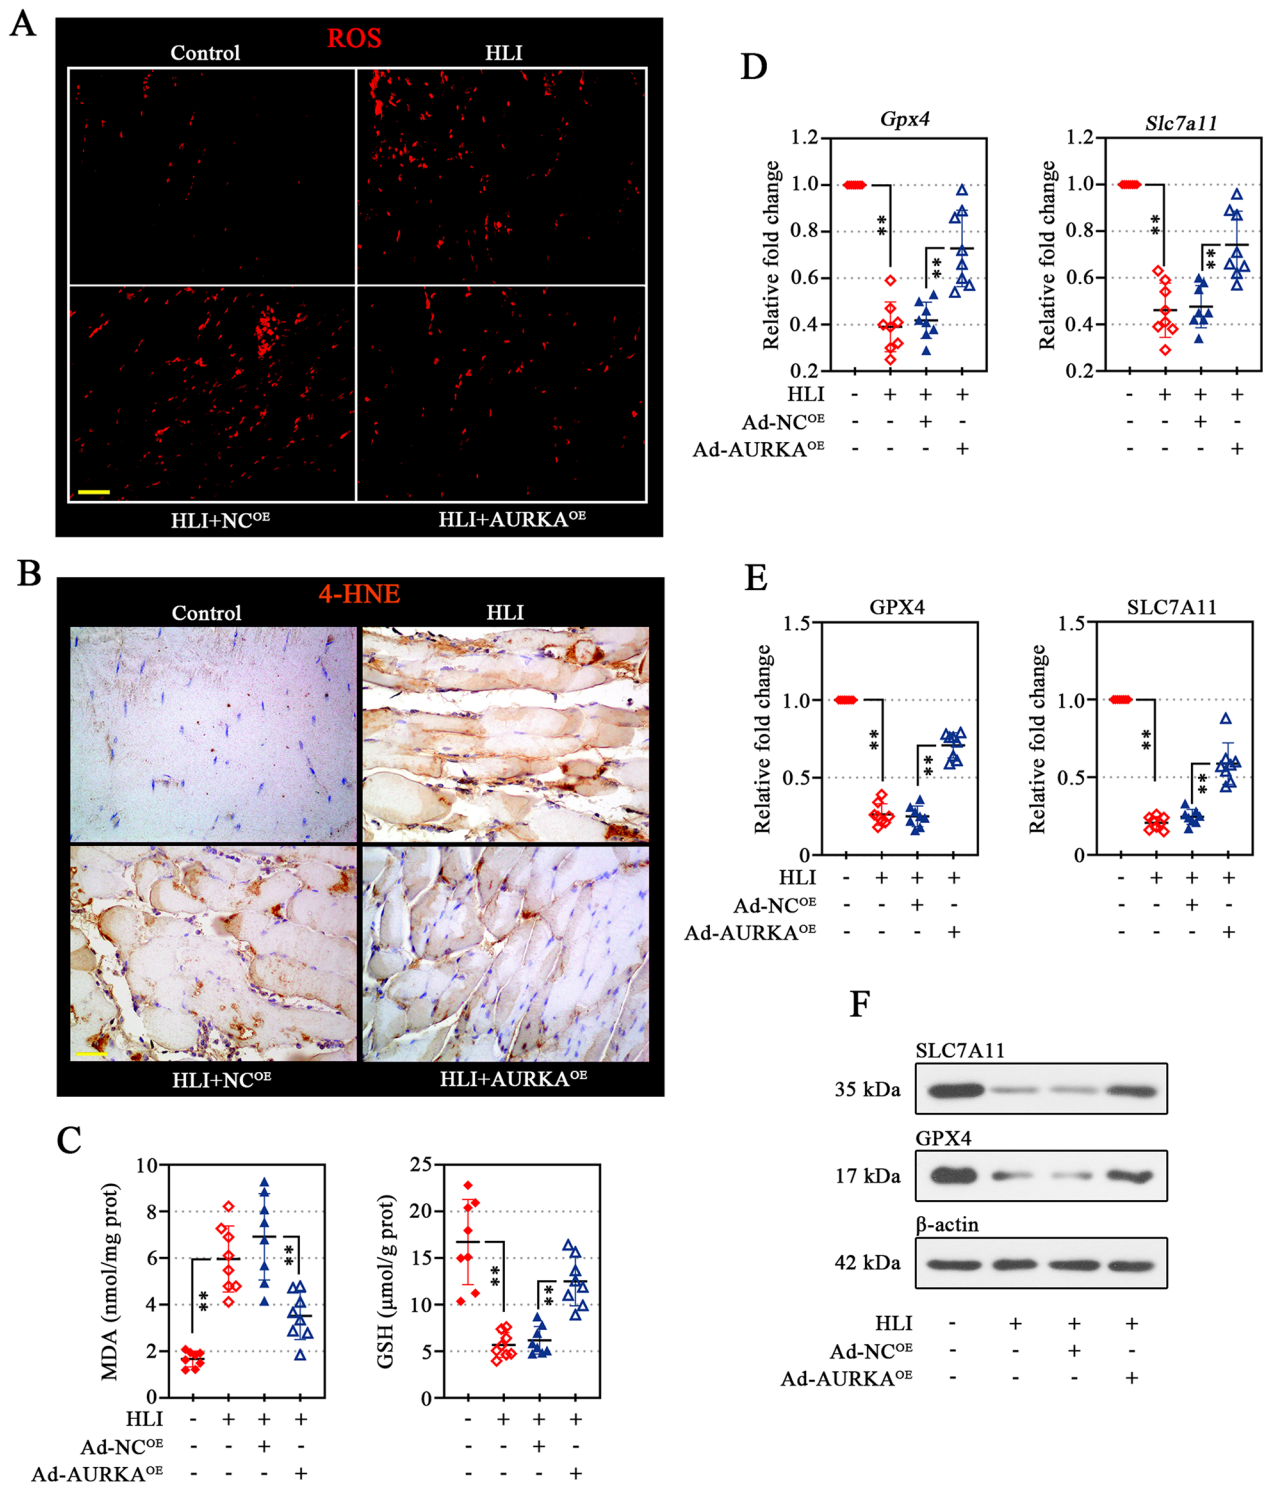 A
ROS
Control HLI
HLI+NCOE HLI+AURKAOE
B
4-HNE
Control HLI
HLI+NCOE HLI+AURKAOE
C
MDA (nmol/mg prot)
10
8
6
4
2
0
**
**
HLI - + + +
Ad-NCOE - - + -
Ad-AURKAOE - - - +
GSH (μmol/g prot)
25
20
15
10
5
0
**
**
- + + +
- - + -
- - - +
D
Gpx4
Relative fold change
1.2
1.0
0.8
0.6
0.4
0.2
**
**
HLI - + + +
Ad-NCOE - - + -
Ad-AURKAOE - - - +
Slc7a11
Relative fold change
1.2
1.0
0.8
0.6
0.4
0.2
**
**
- + + +
- - + -
- - - +
E
GPX4
Relative fold change
1.5
1.0
0.5
0
**
**
HLI - + + +
Ad-NCOE - - + -
Ad-AURKAOE - - - +
SLC7A11
Relative fold change
1.5
1.0
0.5
0
**
**
- + + +
- - + -
- - - +
F
SLC7A11
35 kDa
GPX4
17 kDa
β-actin
42 kDa
HLI - + + +
Ad-NCOE - - + -
Ad-AURKAOE - - - +